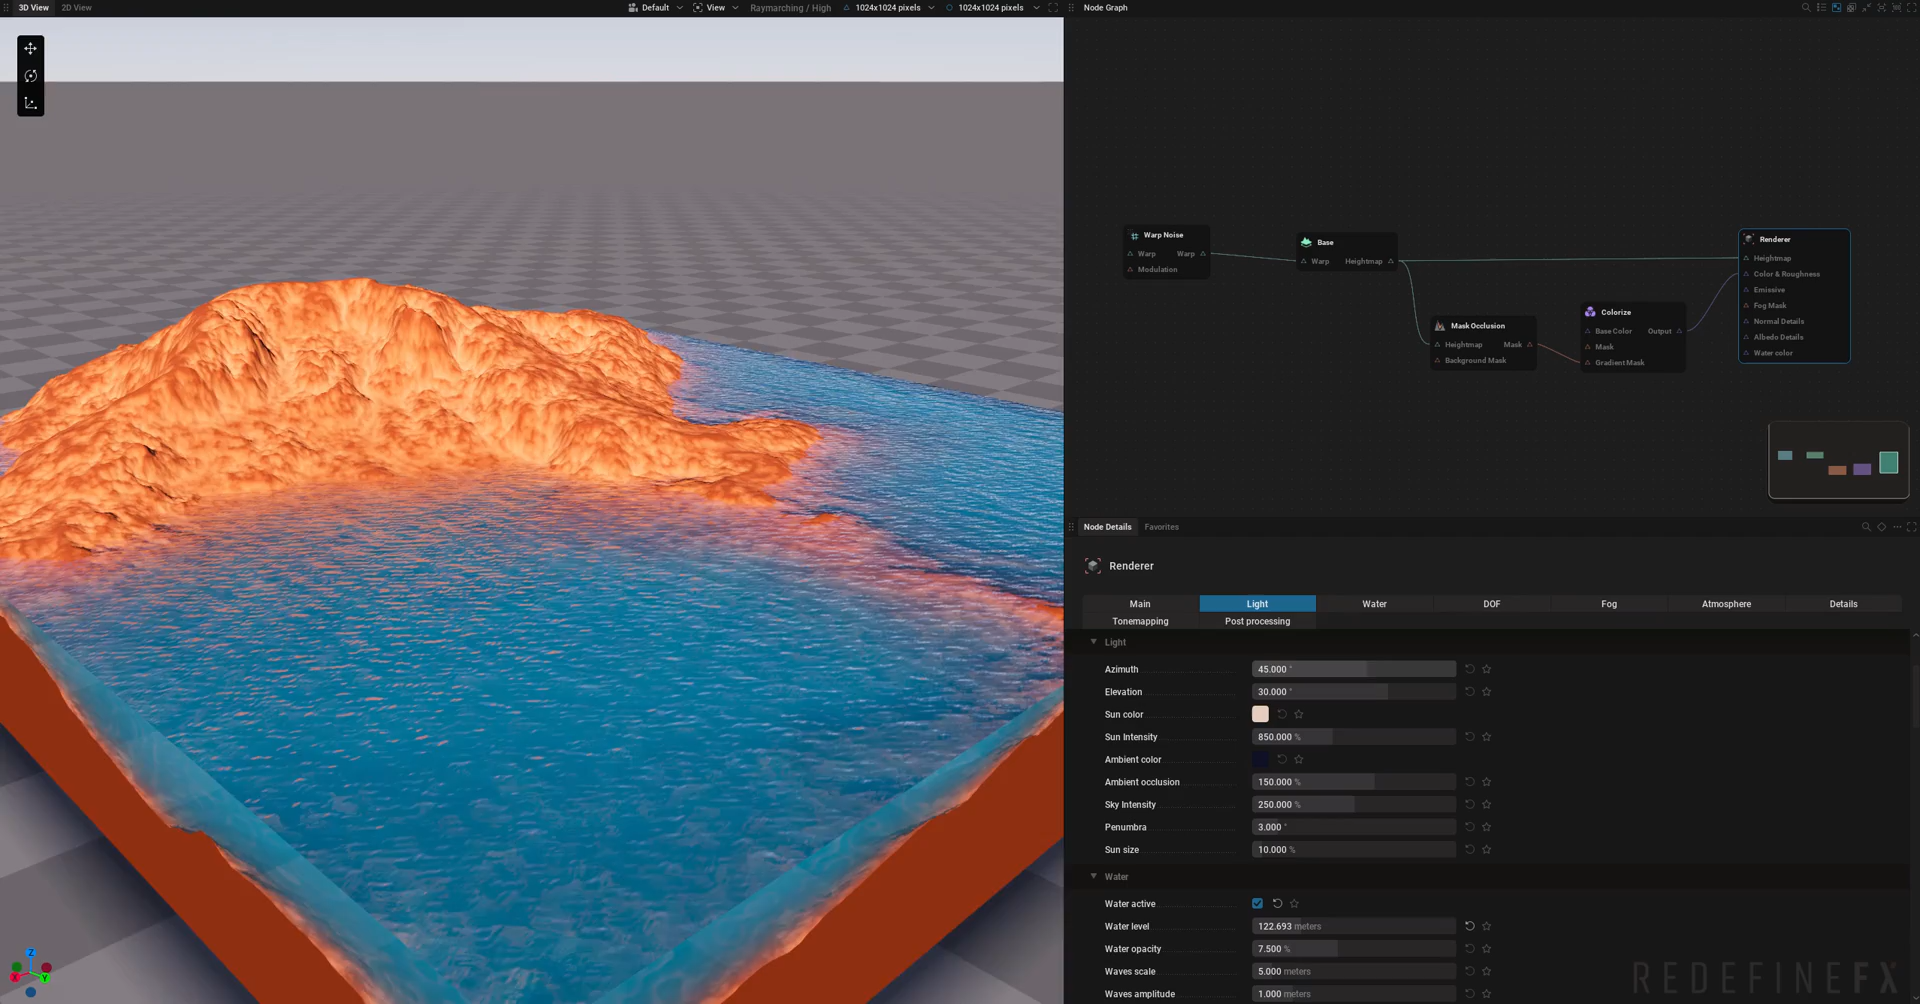 3D View 2D View Default View Raymarching / High 1024x1024 pixels 1024x1024 pixels Node Graph
Warp Noise
Warp Warp
Modulation
Base
Warp Heightmap
Mask Occlusion
Heightmap Mask
Background Mask
Colorize
Base Color Output
Mask
Gradient Mask
Renderer
Heightmap
Color & Roughness
Emissive
Fog Mask
Normal Details
Albedo Details
Water color
Node Details Favorites
Renderer
Main Light Water DOF Fog Atmosphere Details
Tonemapping Post processing
Light
Azimuth 45.000 °
Elevation 30.000 °
Sun color
Sun Intensity 850.000 %
Ambient color
Ambient occlusion 150.000 %
Sky Intensity 250.000 %
Penumbra 3.000 °
Sun size 10.000 %
Water
Water active
Water level 122.693 meters
Water opacity 7.500 %
Waves scale 5.000 meters
Waves amplitude 1.000 meters
Z
X Y
REDEFINEFX